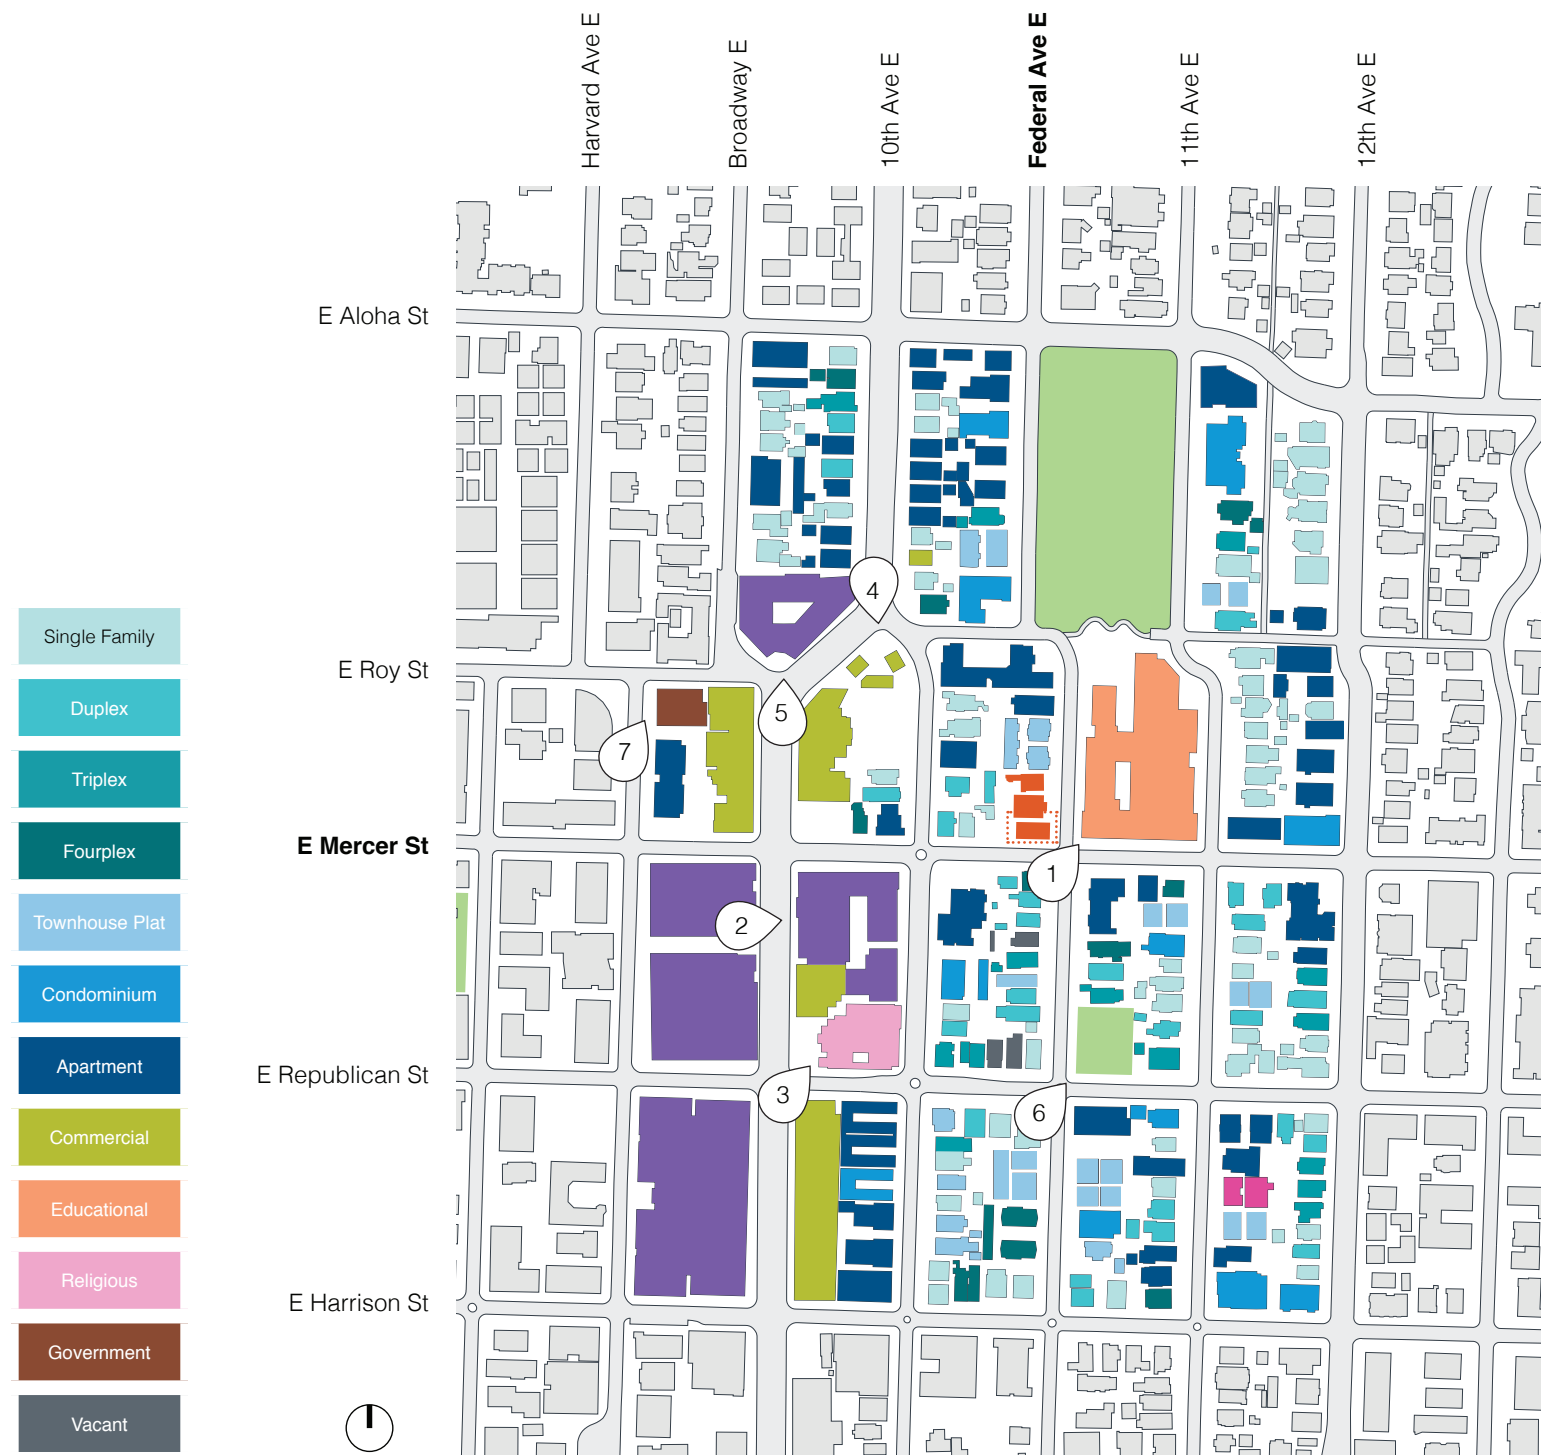 Harvard Ave E
Broadway E
10th Ave E
Federal Ave E
11th Ave E
12th Ave E
E Aloha St
E Roy St
E Mercer St
E Republican St
E Harrison St
Single Family
Duplex
Triplex
Fourplex
Townhouse Plat
Condominium
Apartment
Commercial
Educational
Religious
Government
Vacant
4
5
7
1
2
3
6